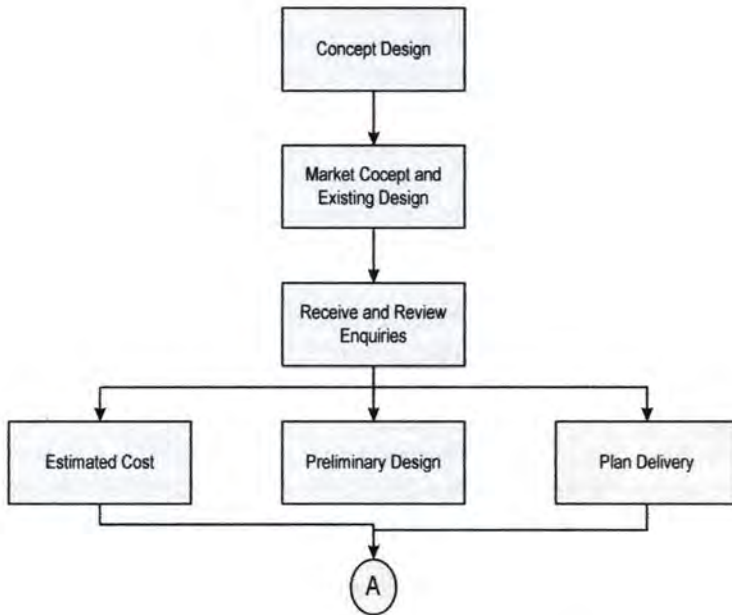 Concept Design
Market Cocept and
Existing Design
Receive and Review
Enquiries
Estimated Cost
Preliminary Design
Plan Delivery
A